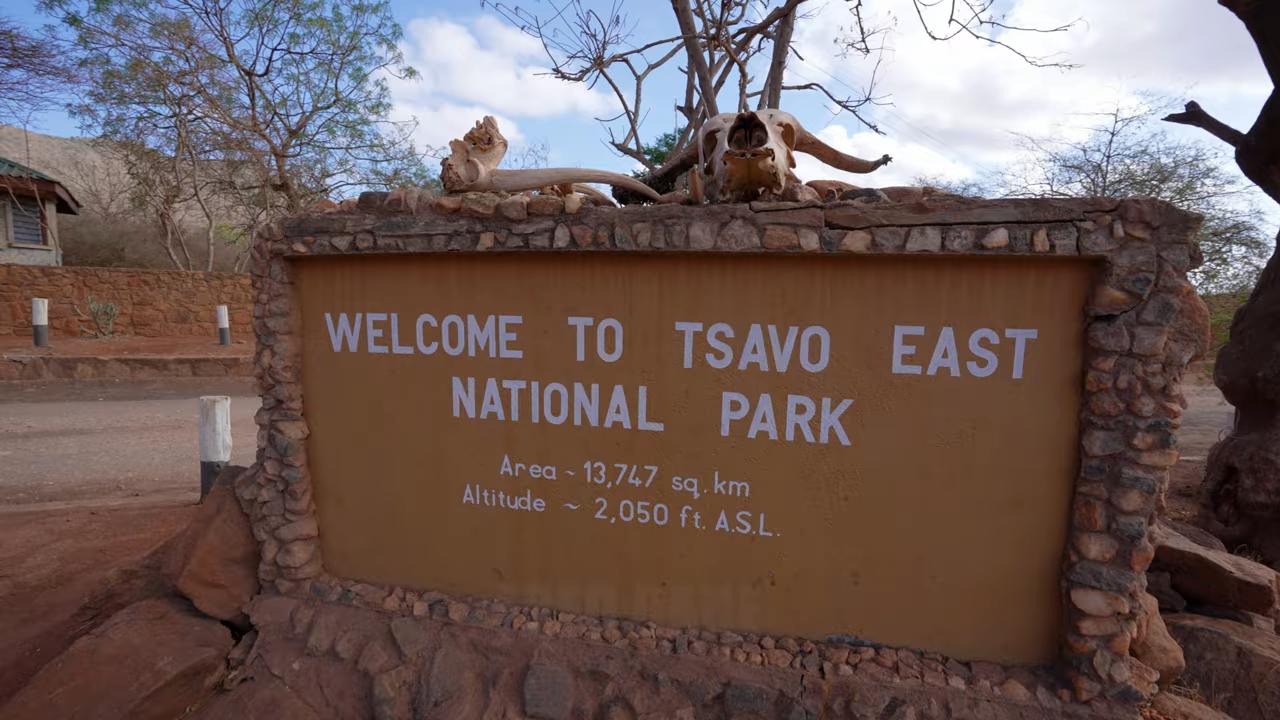 WELCOME TO TSAVO EAST
NATIONAL PARK
Area ~ 13,747 sq. km
Altitude ~ 2,050 ft. A.S.L.